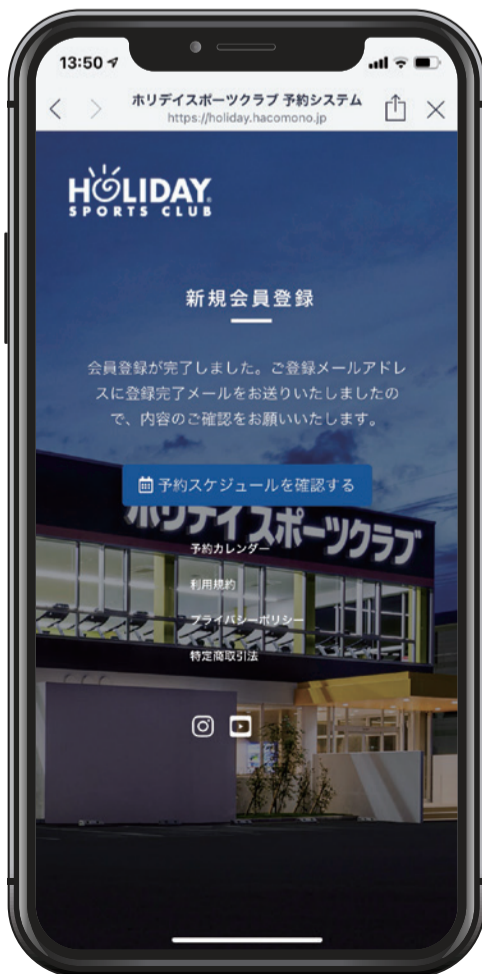 13:50
ホリデイスポーツクラブ 予約システム
https://holiday.hacomono.jp
HOLIDAY
SPORTS CLUB
新規会員登録
会員登録が完了しました。ご登録メールアドレ
スに登録完了メールをお送りいたしましたの
で、内容のご確認をお願いいたします。
予約スケジュールを確認する
ホリデイスポーツクラブ
予約カレンダー
利用規約
プライバシーポリシー
特定商取引法